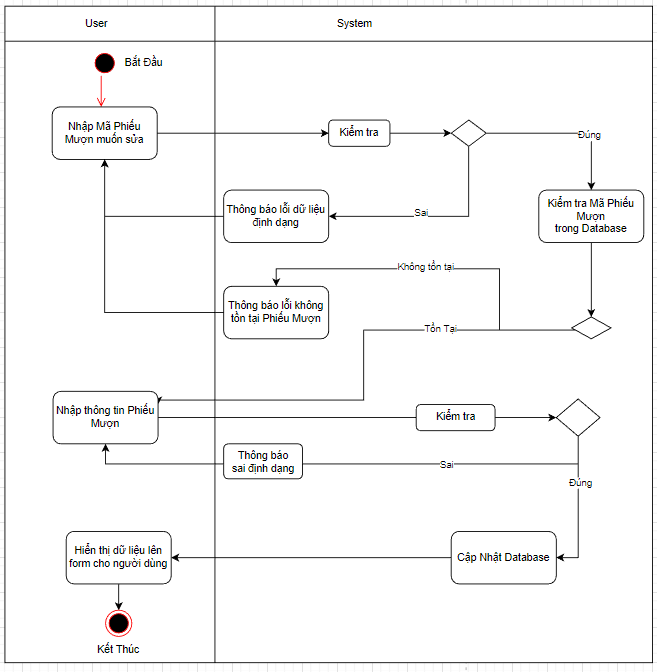 User
System
Bắt Đầu
Nhập Mã Phiếu
Mượn muốn sửa
Kiểm tra
Đúng
Thông báo lỗi dữ liệu
định dạng
Sai
Kiểm tra Mã Phiếu
Mượn
trong Database
Không tồn tại
Thông báo lỗi không
tồn tại Phiếu Mượn
Tồn Tại
Nhập thông tin Phiếu
Mượn
Kiểm tra
Thông báo
sai định dạng
Sai
Đúng
Hiển thị dữ liệu lên
form cho người dùng
Cập Nhật Database
Kết Thúc